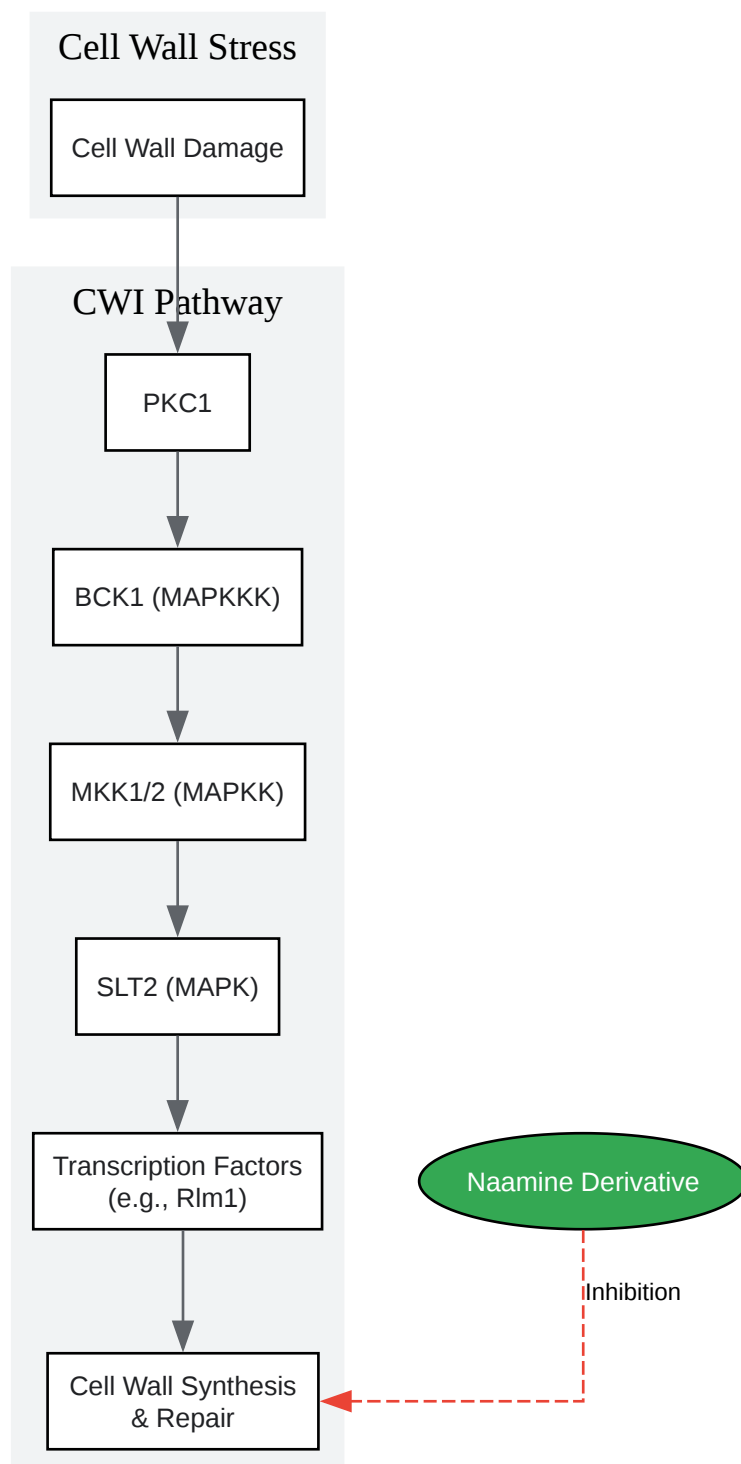 Cell Wall Stress
Cell Wall Damage
CWI Pathway
PKC1
BCK1 (MAPKKK)
MKK1/2 (MAPKK)
SLT2 (MAPK)
Transcription Factors
(e.g., Rlm1)
Naamine Derivative
Inhibition
Cell Wall Synthesis
& Repair